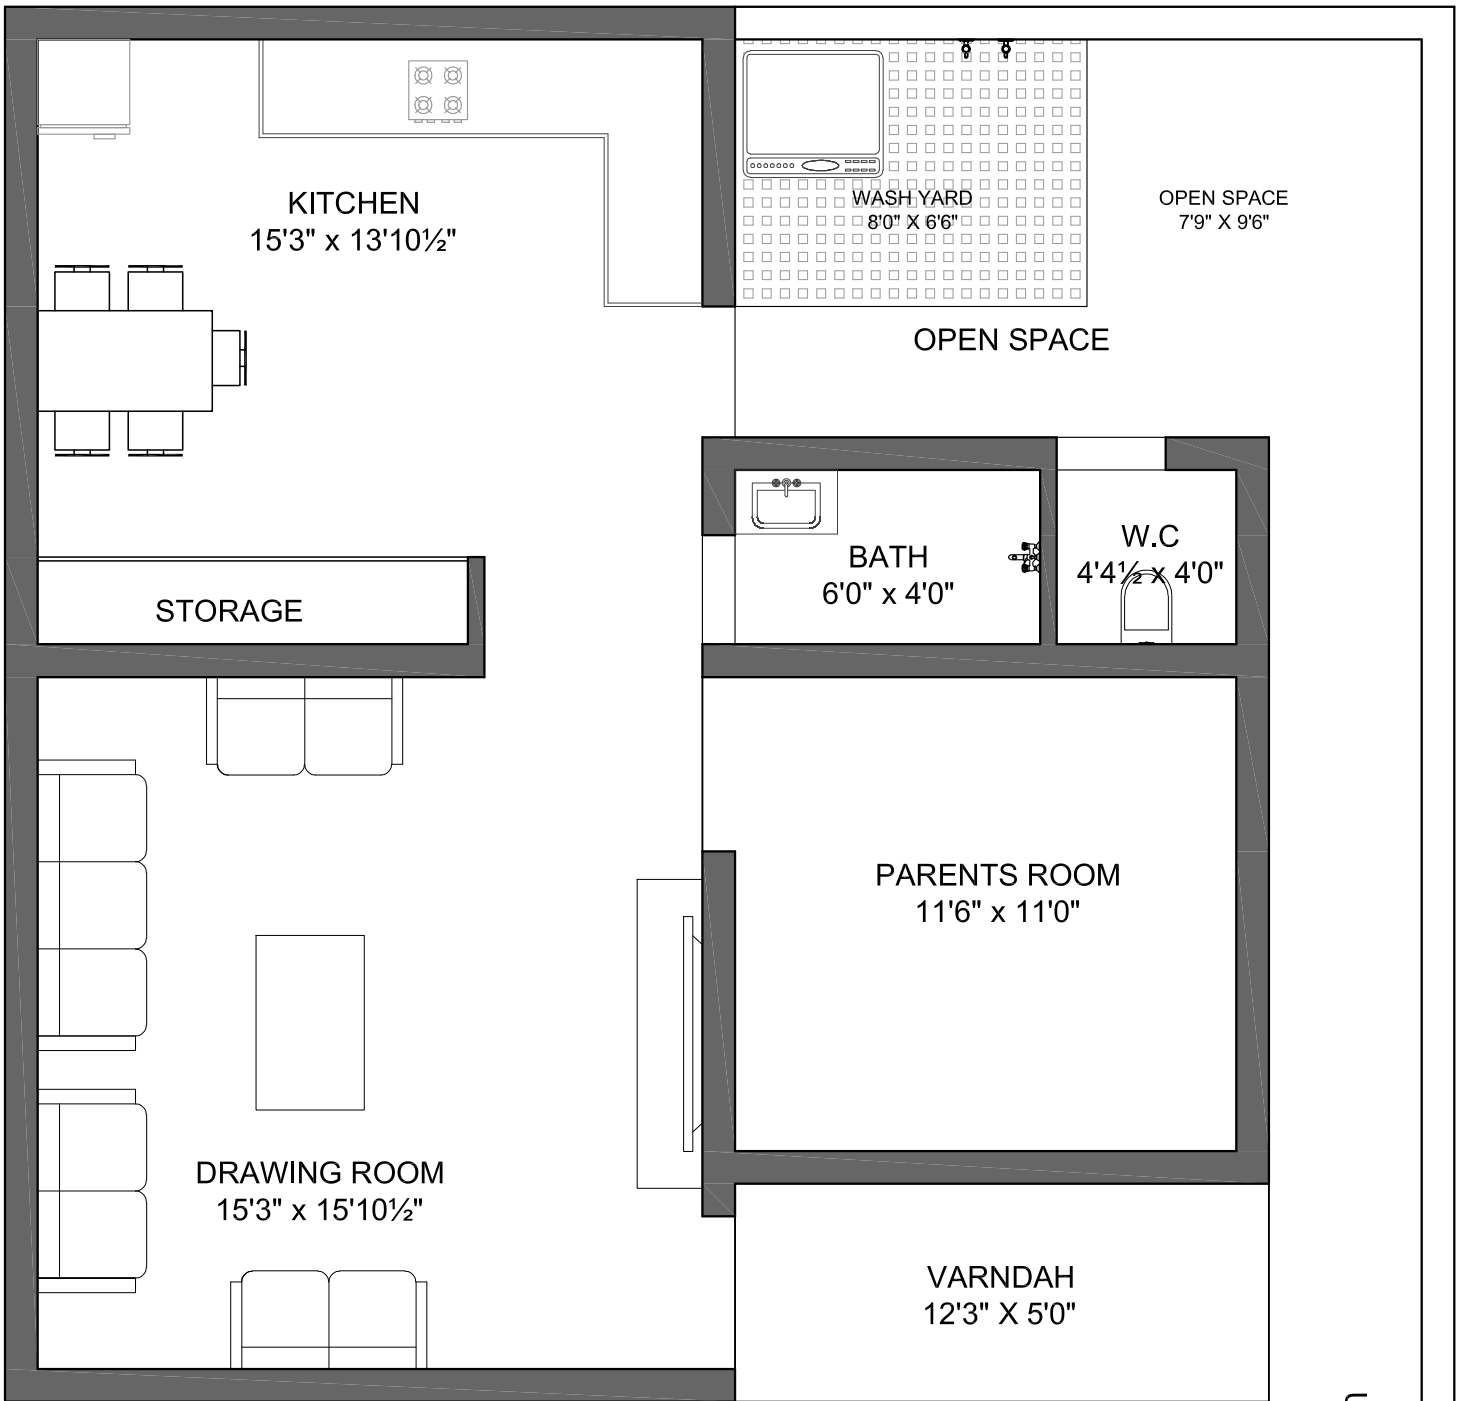 KITCHEN
15'3" x 13'10½"
WASH YARD
8'0" X 6'6"
OPEN SPACE
7'9" X 9'6"
OPEN SPACE
STORAGE
BATH
6'0" x 4'0"
W.C
4'4½ x 4'0"
PARENTS ROOM
11'6" x 11'0"
DRAWING ROOM
15'3" x 15'10½"
VARNDAH
12'3" X 5'0"